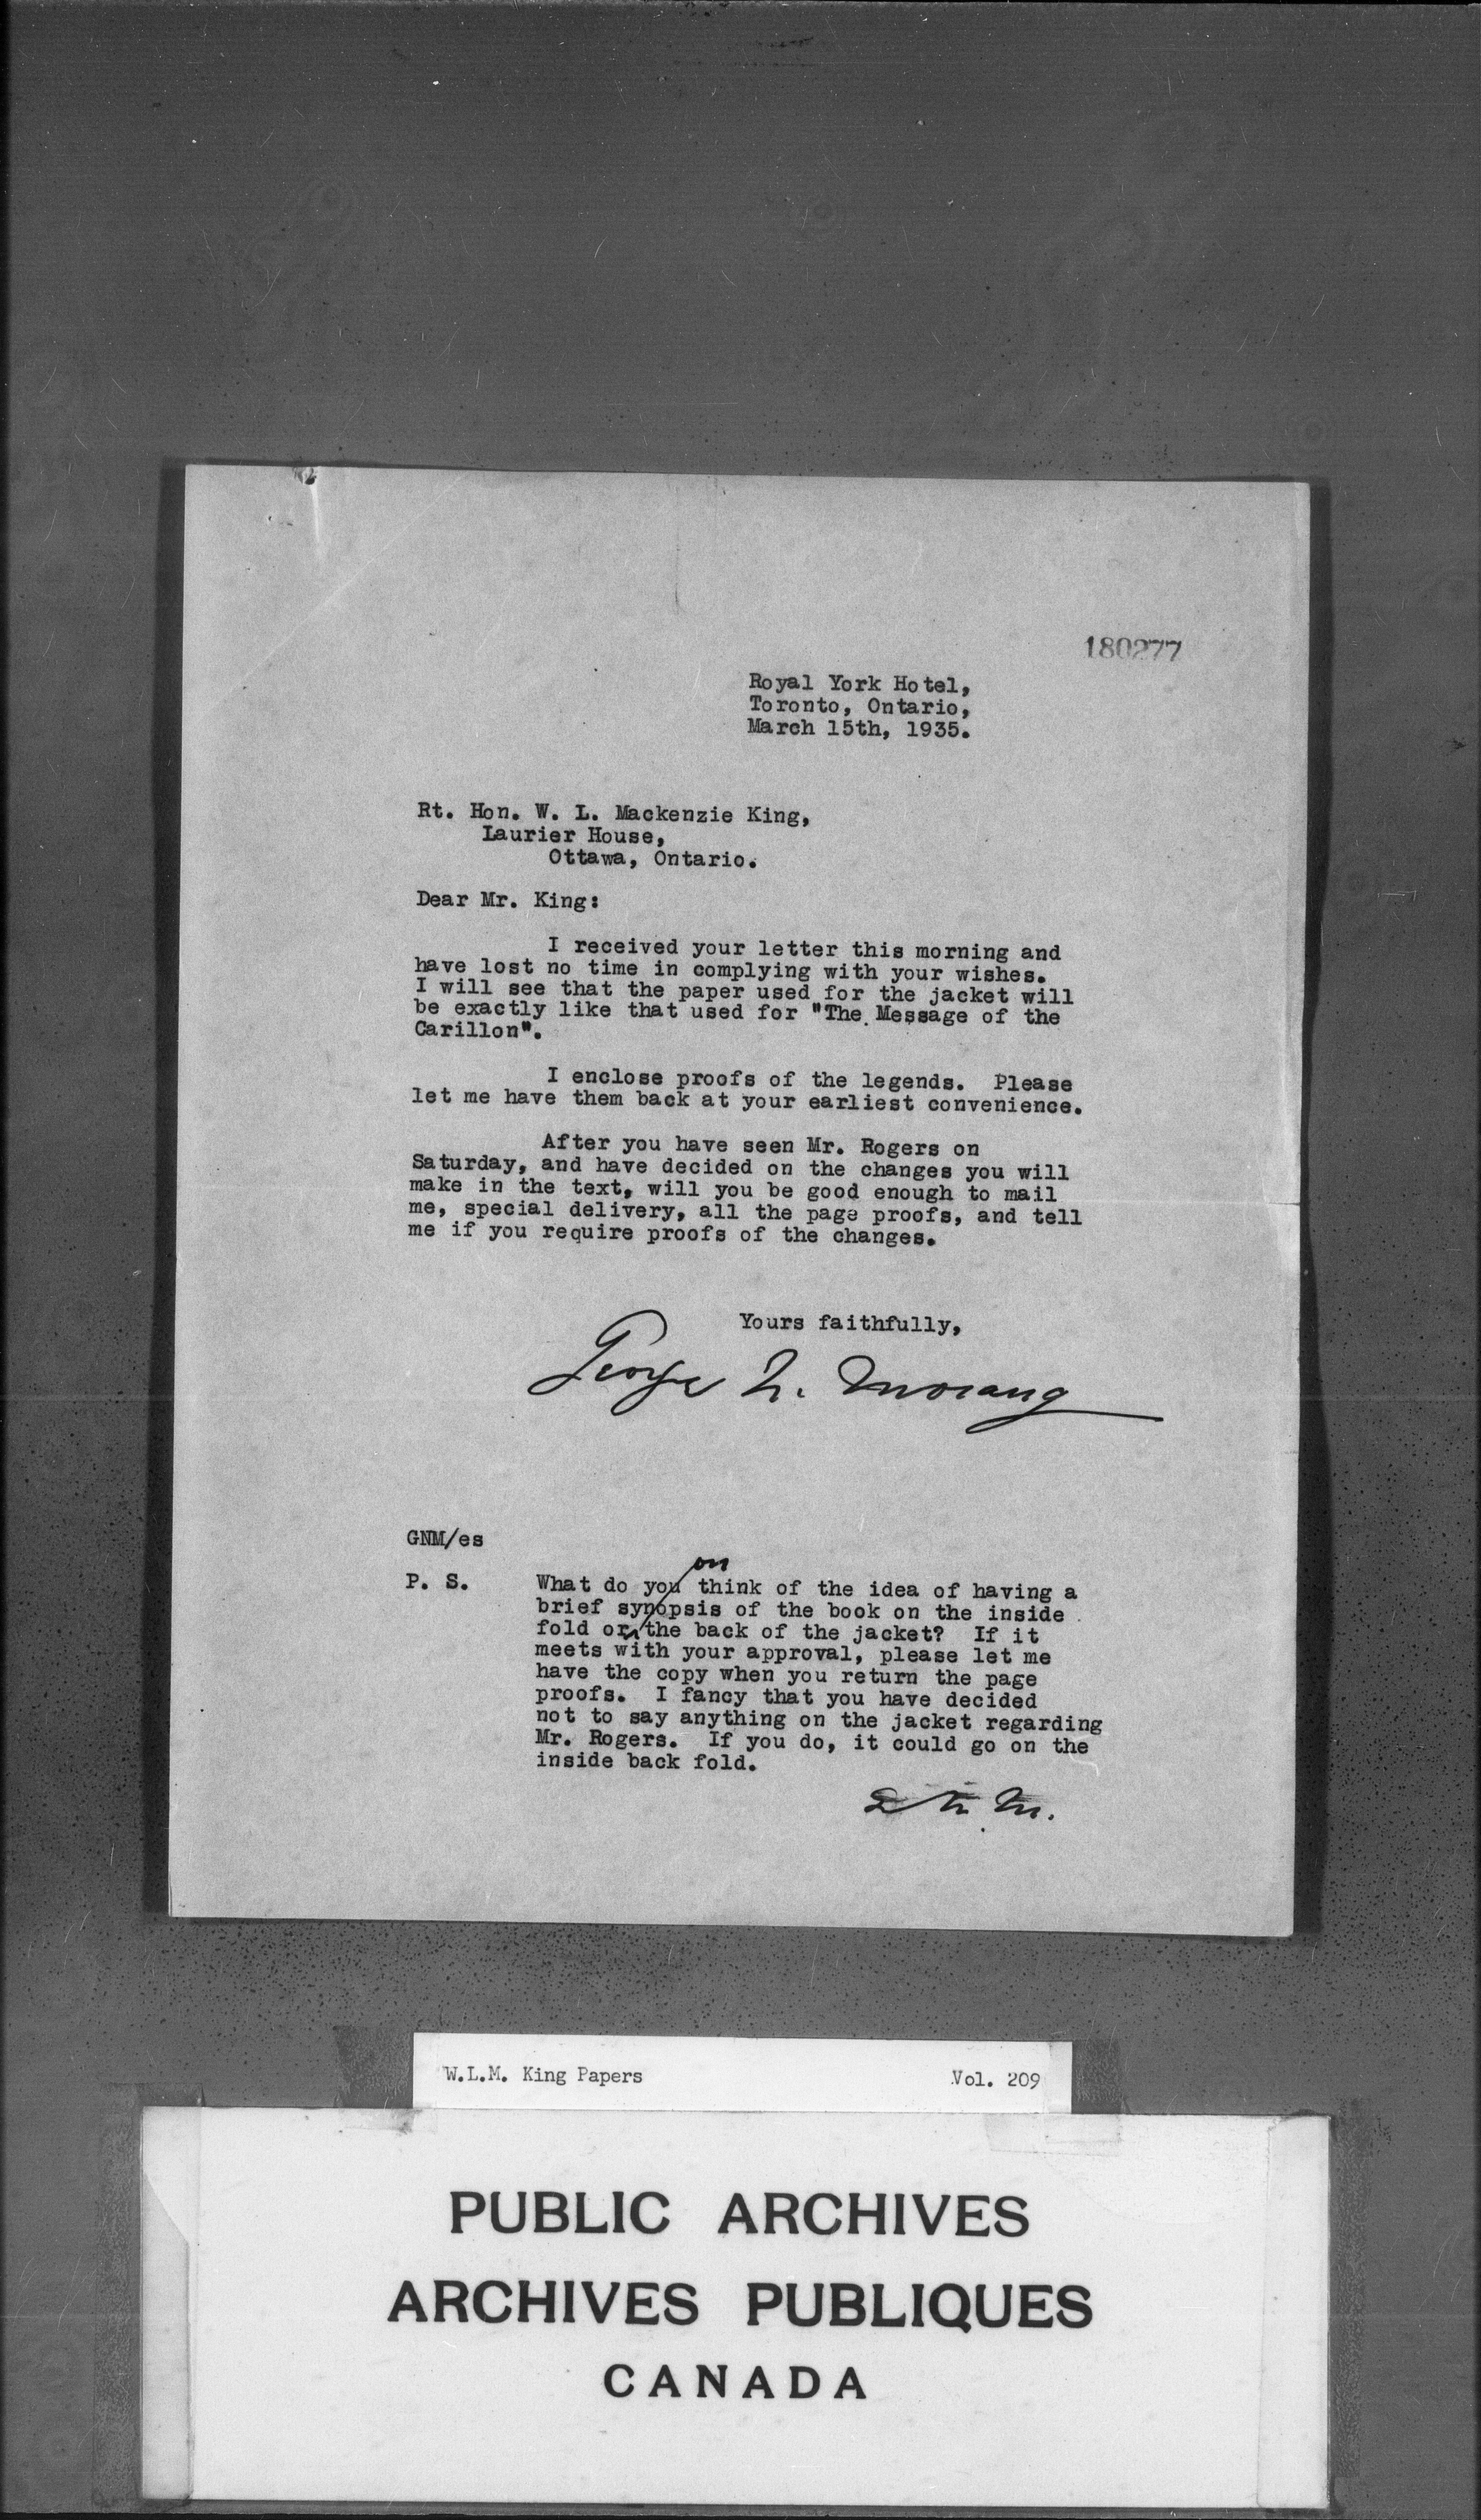 180277
Royal York Hotel,
Toronto, Ontario,
March 15th, 1935.
Rt. Hon. W. L. Mackenzie King,
Laurier House,
Ottawa, Ontario.
Dear Mr. King:
I received your letter this morning and
have lost no time in complying with your wishes.
I will see that the paper used for the jacket will
be exactly like that used for "The Message of the
Carillon".
I enclose proofs of the legends. Please
let me have them back at your earliest convenience.
After you have seen Mr. Rogers on
Saturday, and have decided on the changes you will
make in the text, will you be good enough to mail
me, special delivery, all the page proofs, and tell
me if you require proofs of the changes.
Yours faithfully,
George N. Morang
GNM/es
on
P. S. What do you think of the idea of having a
brief synopsis of the book on the inside
fold or the back of the jacket? If it
meets with your approval, please let me
have the copy when you return the page
proofs. I fancy that you have decided
not to say anything on the jacket regarding
Mr. Rogers. If you do, it could go on the
inside back fold.
G. N. M.
W.L.M. King Papers Vol. 209
PUBLIC ARCHIVES
ARCHIVES PUBLIQUES
CANADA